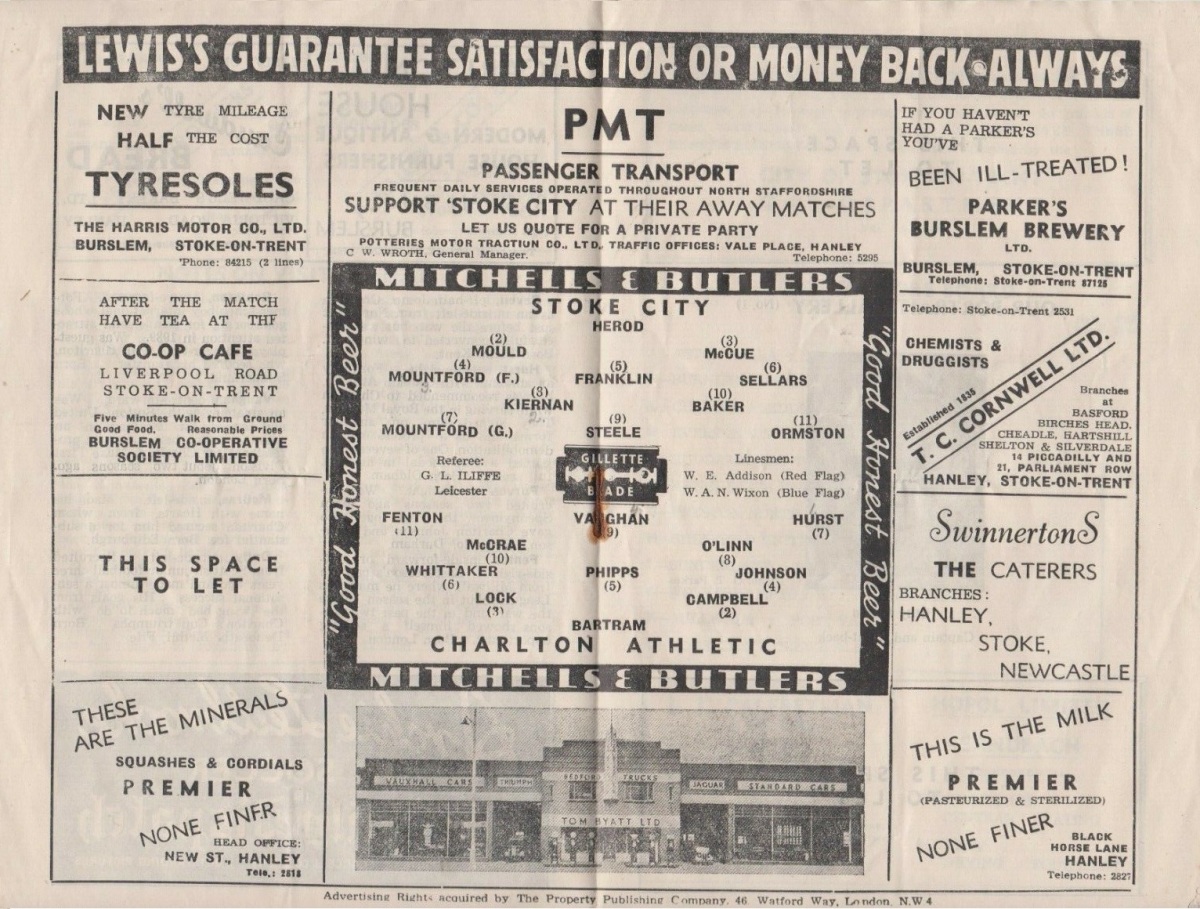 LEWIS'S GUARANTEE SATISFACTION OR MONEY BACK-ALWAYS
NEW TYRE MILEAGE
HALF THE COST
TYRESOLES
THE HARRIS MOTOR CO., LTD.
BURSLEM, STOKE-ON-TRENT
'Phone: 84215 (2 lines)
AFTER THE MATCH
HAVE TEA AT THF
CO-OP CAFE
LIVERPOOL ROAD
STOKE-ON-TRENT
Five Minutes Walk from Ground
Good Food. Reasonable Prices
BURSLEM CO-OPERATIVE
SOCIETY LIMITED
THIS SPACE
TO LET
THESE
ARE THE MINERALS
SQUASHES & CORDIALS
PREMIER
NONE FINFR
HEAD OFFICE:
NEW ST., HANLEY
Tele.: 2818
PMT
PASSENGER TRANSPORT
FREQUENT DAILY SERVICES OPERATED THROUGHOUT NORTH STAFFORDSHIRE
SUPPORT 'STOKE CITY AT THEIR AWAY MATCHES
LET US QUOTE FOR A PRIVATE PARTY
POTTERIES MOTOR TRACTION CO., LTD. TRAFFIC OFFICES: VALE PLACE, HANLEY
C W. WROTH, General Manager. Telephone: 5295
MITCHELLS & BUTLERS
"Good Honest Beer"
STOKE CITY
HEROD
(2) (3)
MOULD McCUE
(4) (5) (6)
MOUNTFORD (F.) FRANKLIN SELLARS
(3) (10)
KIERNAN BAKER
(7) (9) (11)
MOUNTFORD (G.) STEELE ORMSTON
Referee: GILLETTE Linesmen:
G. L. ILIFFE W. E. Addison (Red Flag)
Leicester BLADE W. A. N. Wixon (Blue Flag)
FENTON VAUGHAN HURST
(11) (9) (7)
McCRAE O'LINN
(10) (8)
WHITTAKER PHIPPS JOHNSON
(6) (5) (4)
LOCK CAMPBELL
(3) (2)
BARTRAM
CHARLTON ATHLETIC
"Good Honest Beer"
MITCHELLS & BUTLERS
VAUXHALL CARS TRIUMPH BEDFORD TRUCKS JAGUAR STANDARD CARS
TOM BYATT LTD
IF YOU HAVEN'T
HAD A PARKER'S
YOU'VE
BEEN ILL-TREATED!
PARKER'S
BURSLEM BREWERY
LTD.
BURSLEM, STOKE-ON-TRENT
Telephone: Stoke-on-Trent 87125
Telephone: Stoke-on-Trent 2531
CHEMISTS &
DRUGGISTS
Established 1835
T. C. CORNWELL LTD.
Branches
at
BASFORD
BIRCHES HEAD.
CHEADLE, HARTSHILL
SHELTON & SILVERDALE
14 PICCADILLY AND
21, PARLIAMENT ROW
HANLEY, STOKE-ON-TRENT
SwinnertonS
THE CATERERS
BRANCHES:
HANLEY,
STOKE,
NEWCASTLE
THIS IS THE MILK
PREMIER
(PASTEURIZED & STERILIZED)
NONE FINER
BLACK
HORSE LANE
HANLEY
Telephone: 2827
Advertising Rights acquired by The Property Publishing Company, 46 Watford Way, London, N.W 4